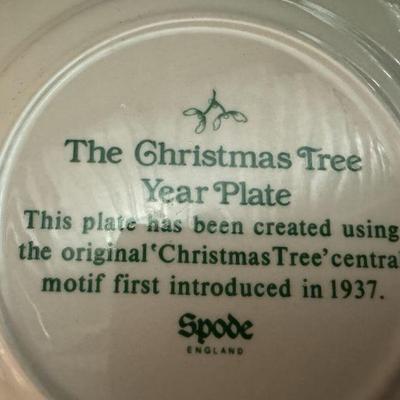 The Christmas Tree
Year Plate
This plate has been created using
the original 'Christmas Tree' central
motif first introduced in 1937.
Spode
ENGLAND